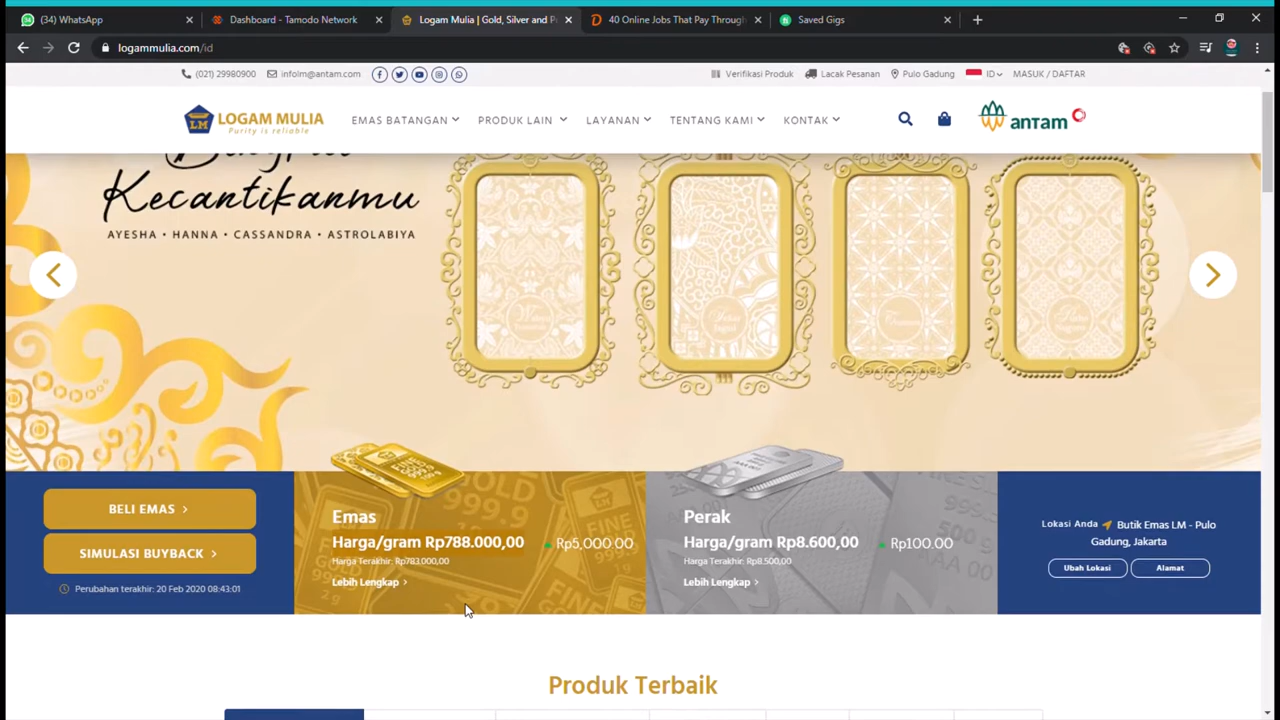 (34) WhatsApp
Dashboard - Tamodo Network
Logam Mulia | Gold, Silver and P
40 Online Jobs That Pay Through
Saved Gigs
logammulia.com/id
(021) 29980900
infolm@antam.com
Verifikasi Produk
Lacak Pesanan
Pulo Gadung
ID
MASUK / DAFTAR
LM
LOGAM MULIA
Purity is reliable
EMAS BATANGAN
PRODUK LAIN
LAYANAN
TENTANG KAMI
KONTAK
antam
Kecantikanmu
AYESHA • HANNA • CASSANDRA • ASTROLABIYA
BELI EMAS
SIMULASI BUYBACK
Perubahan terakhir: 20 Feb 2020 08:43:01
Emas
Harga/gram Rp788.000,00
Rp5,000.00
Harga Terakhir: Rp783.000,00
Lebih Lengkap
Perak
Harga/gram Rp8.600,00
Rp100.00
Harga Terakhir: Rp8.500,00
Lebih Lengkap
Lokasi Anda Butik Emas LM - Pulo
Gadung, Jakarta
Ubah Lokasi
Alamat
Produk Terbaik